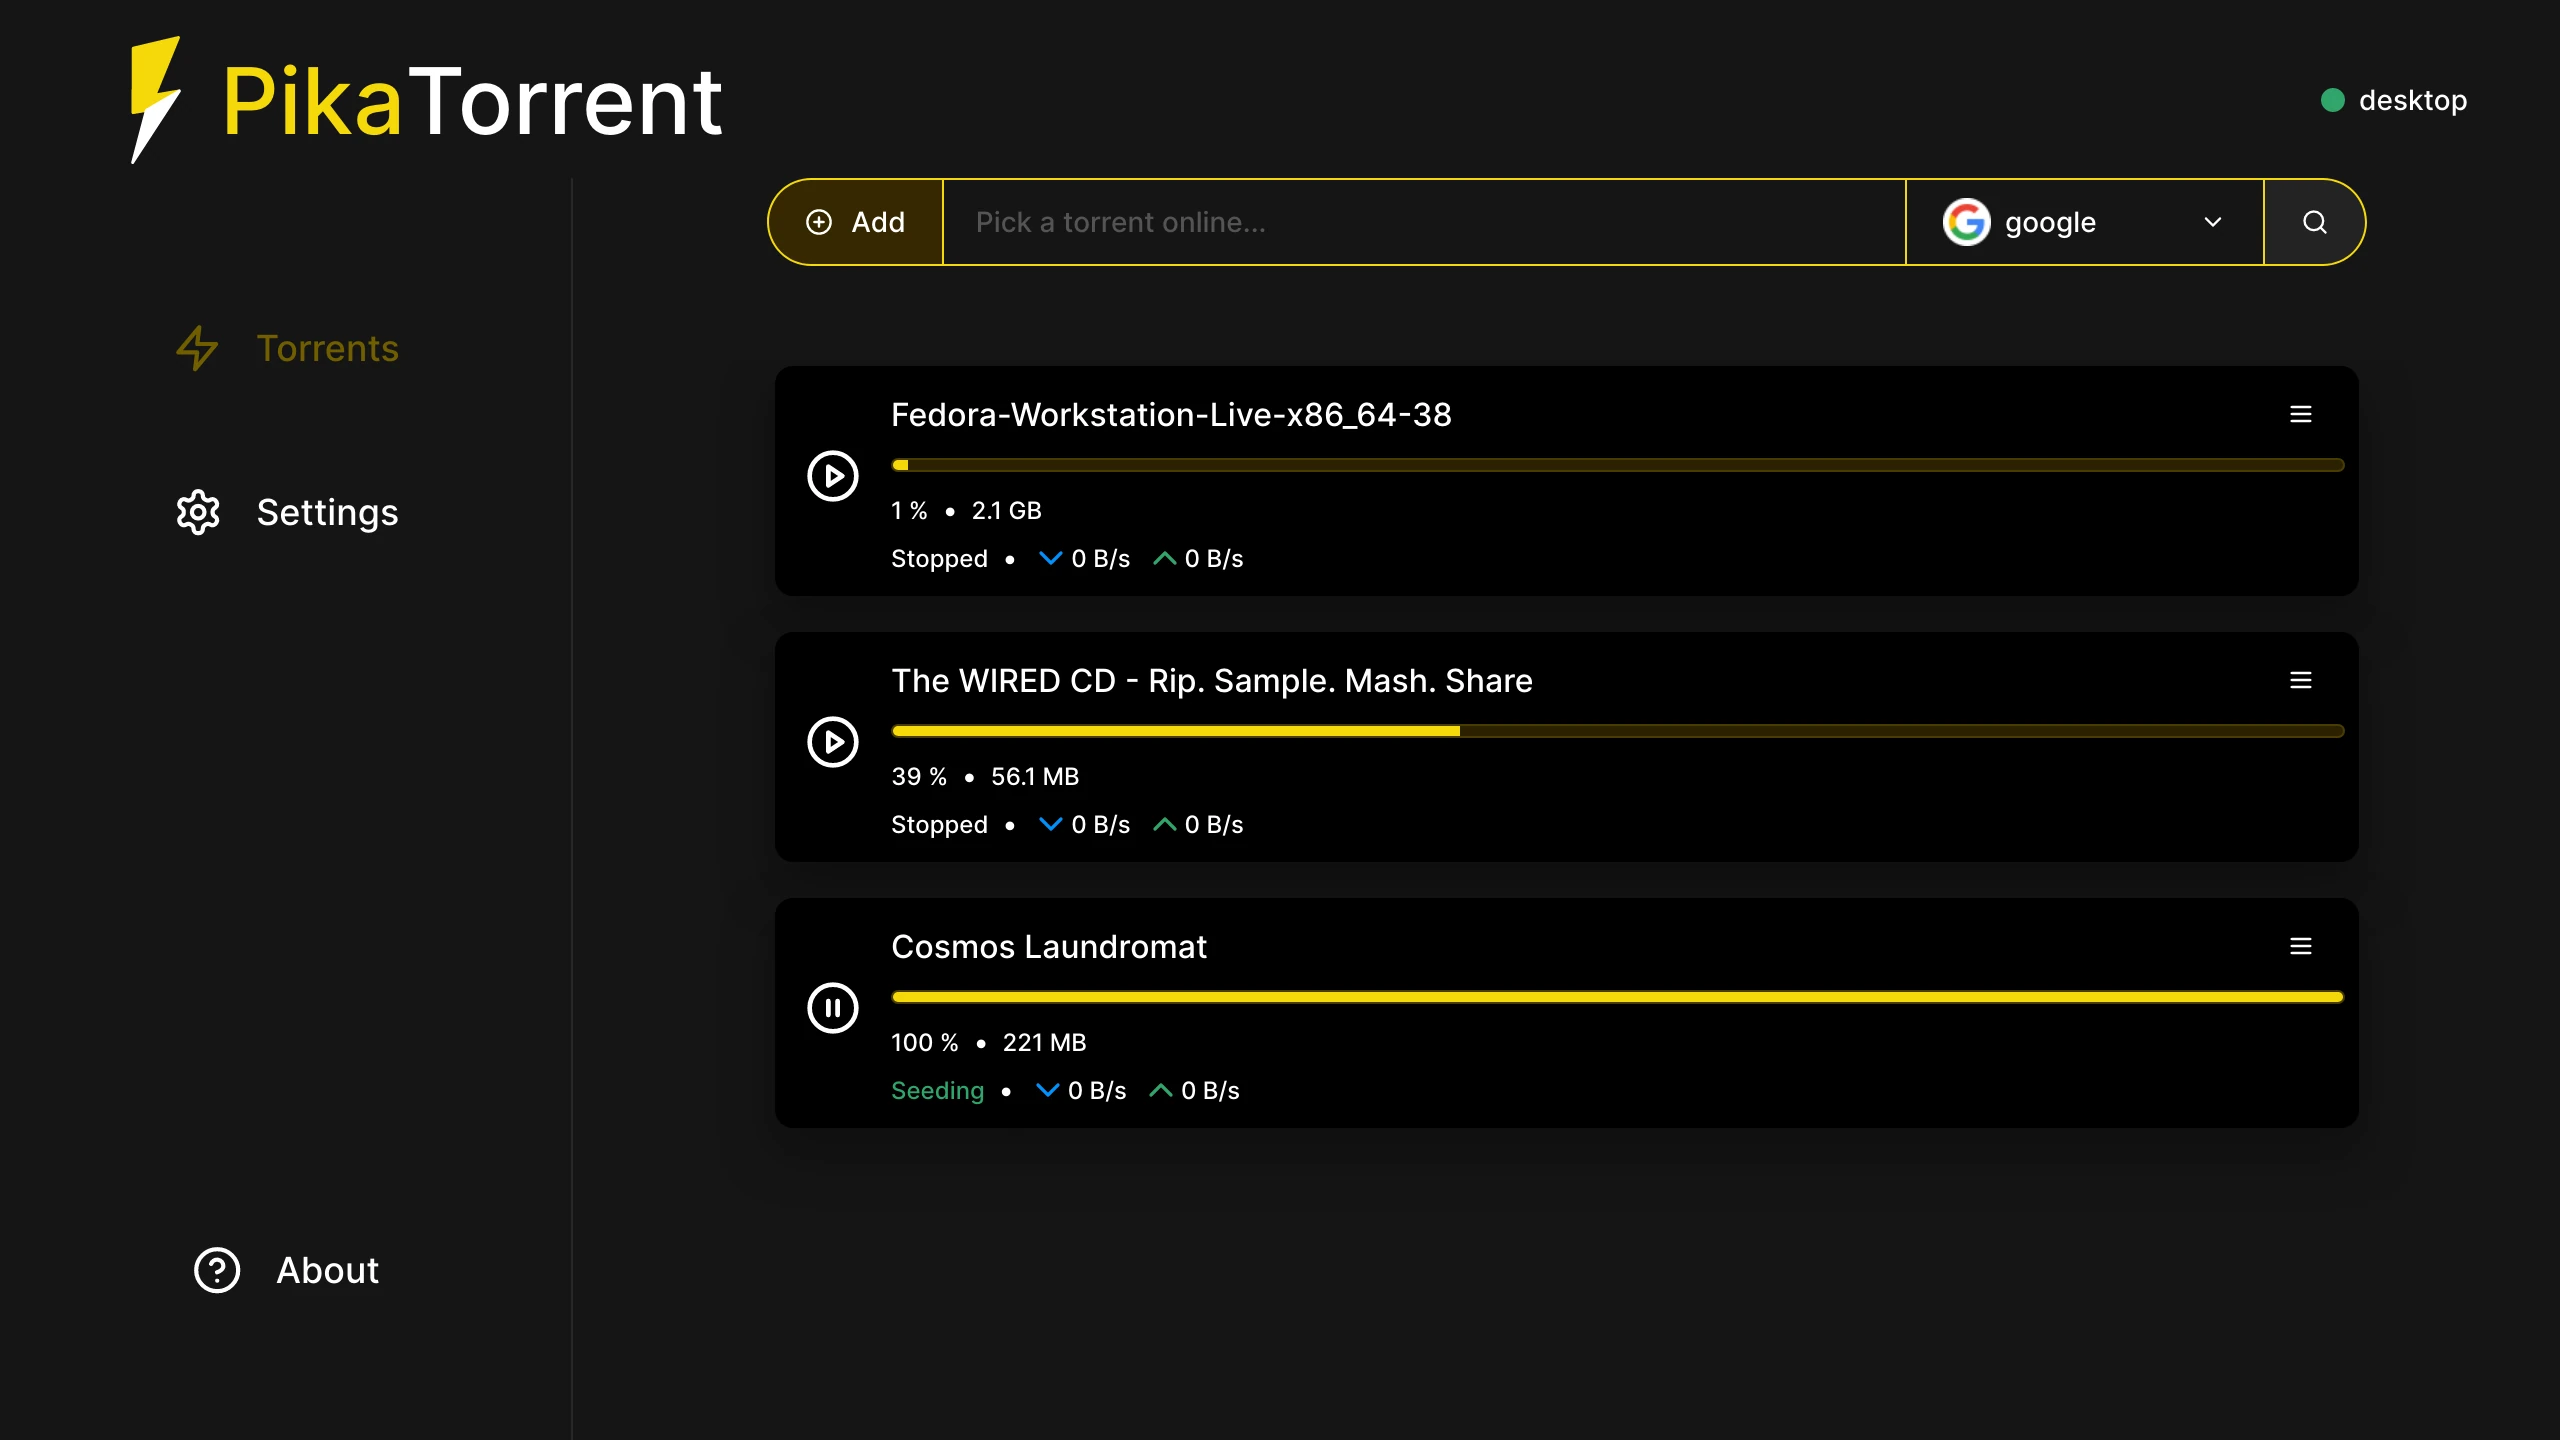 PikaTorrent
desktop
Add
Pick a torrent online...
google
Torrents
Settings
Fedora-Workstation-Live-x86_64-38
1 % • 2.1 GB
Stopped • 0 B/s 0 B/s
The WIRED CD - Rip. Sample. Mash. Share
39 % • 56.1 MB
Stopped • 0 B/s 0 B/s
Cosmos Laundromat
100 % • 221 MB
Seeding • 0 B/s 0 B/s
About